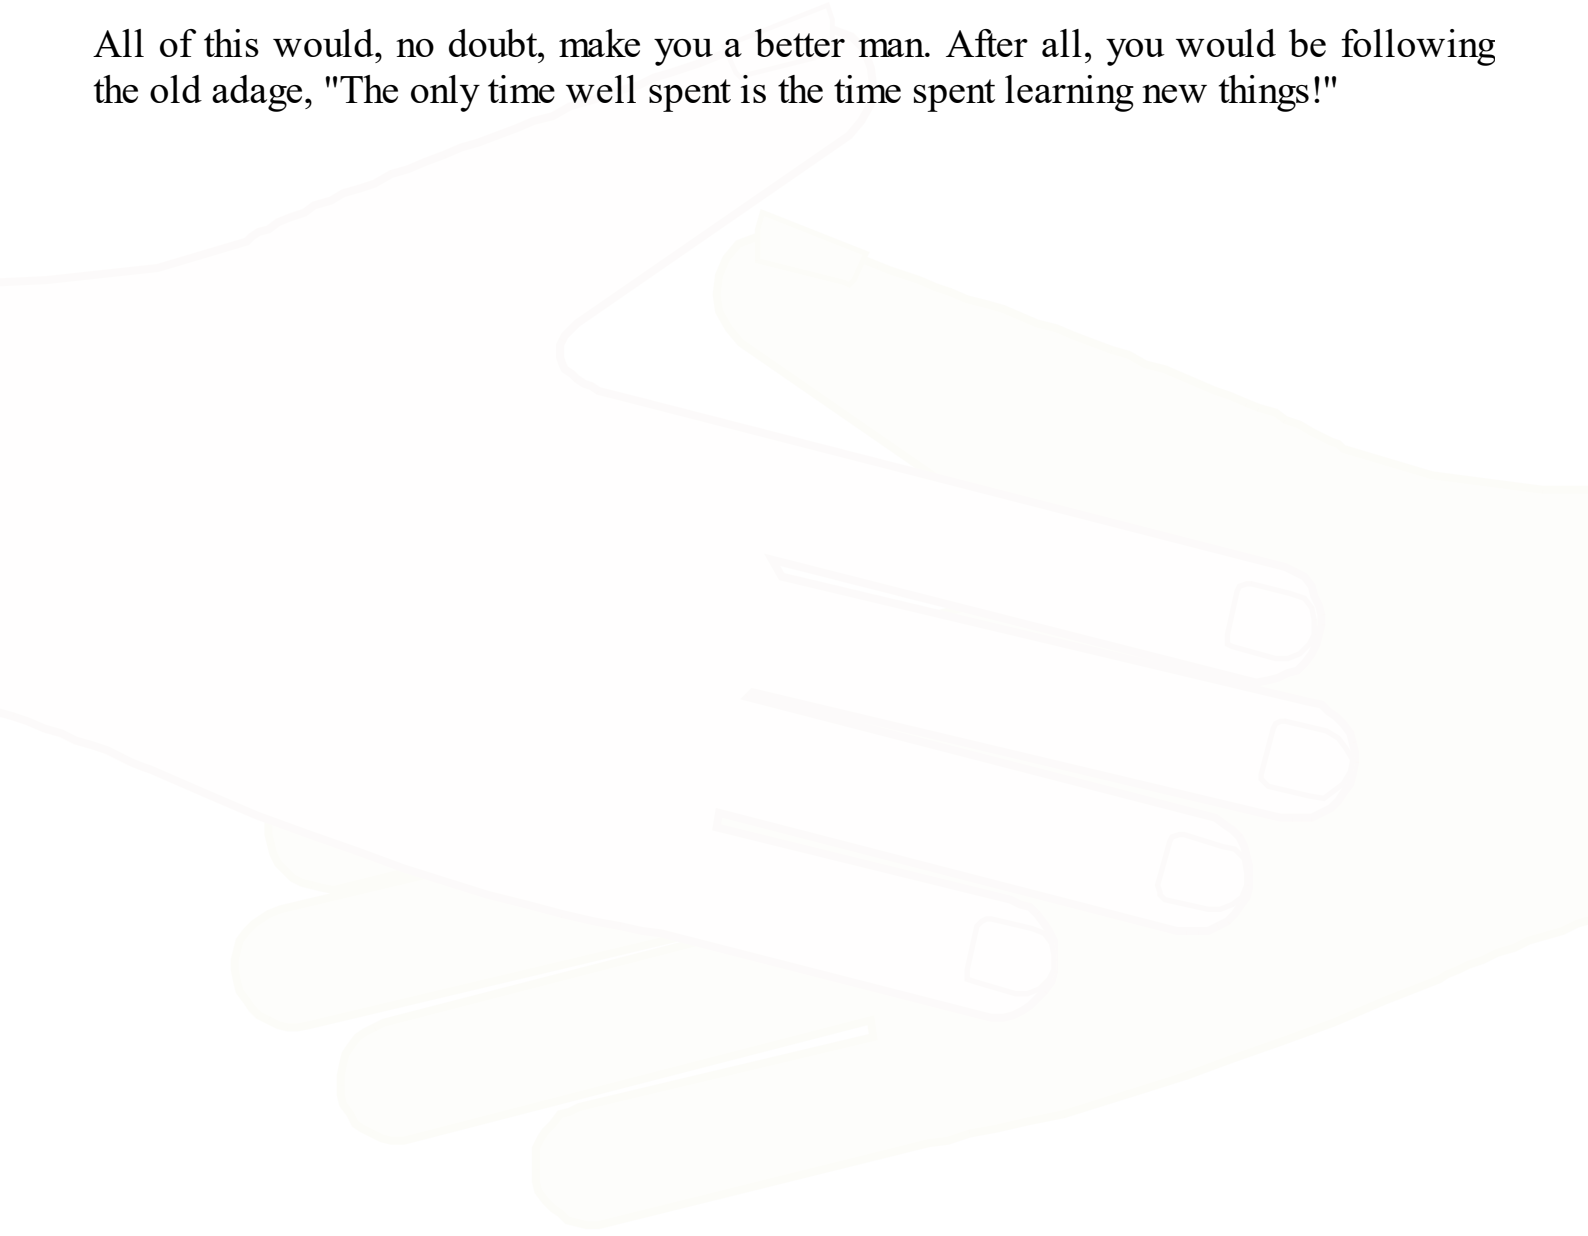 All of this would, no doubt, make you a better man. After all, you would be following
the old adage, "The only time well spent is the time spent learning new things!"